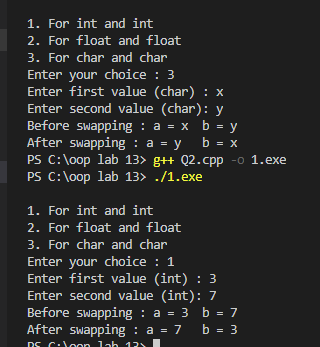 1. For int and int
2. For float and float
3. For char and char
Enter your choice : 3
Enter first value (char) : x
Enter second value (char): y
Before swapping : a = x  b = y
After swapping : a = y   b = x
PS C:\oop lab 13> g++ Q2.cpp -o 1.exe
PS C:\oop lab 13> ./1.exe
1. For int and int
2. For float and float
3. For char and char
Enter your choice : 1
Enter first value (int) : 3
Enter second value (int): 7
Before swapping : a = 3  b = 7
After swapping : a = 7   b = 3
PS C:\oop lab 13>